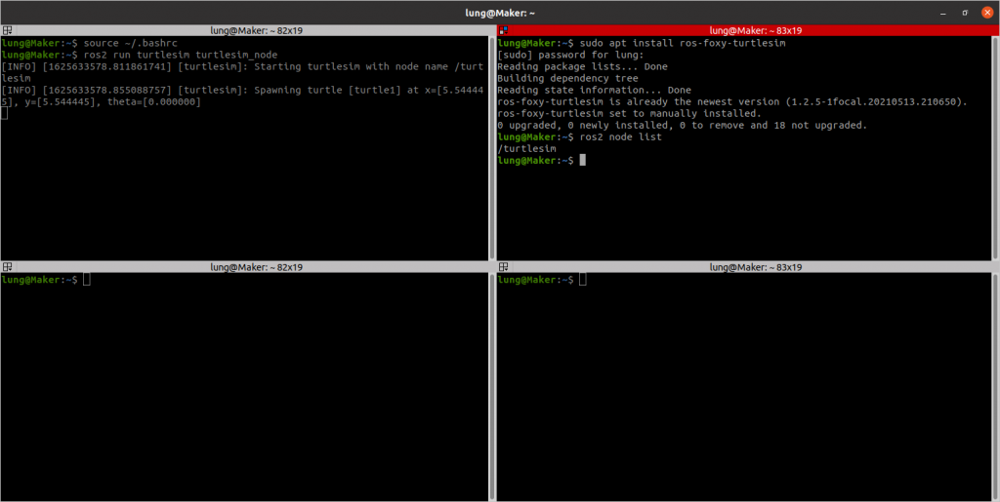 lung@Maker: ~
lung@Maker: ~ 82x19
lung@Maker:~$ source ~/.bashrc
lung@Maker:~$ ros2 run turtlesim turtlesim_node
[INFO] [1625633578.811861741] [turtlesim]: Starting turtlesim with node name /turt
lesim
[INFO] [1625633578.855088757] [turtlesim]: Spawning turtle [turtle1] at x=[5.54444
5], y=[5.544445], theta=[0.000000]
lung@Maker: ~ 83x19
lung@Maker:~$ sudo apt install ros-foxy-turtlesim
[sudo] password for lung:
Reading package lists... Done
Building dependency tree
Reading state information... Done
ros-foxy-turtlesim is already the newest version (1.2.5-1focal.20210513.210650).
ros-foxy-turtlesim set to manually installed.
0 upgraded, 0 newly installed, 0 to remove and 18 not upgraded.
lung@Maker:~$ ros2 node list
/turtlesim
lung@Maker:~$
lung@Maker: ~ 82x19
lung@Maker:~$
lung@Maker: ~ 83x19
lung@Maker:~$